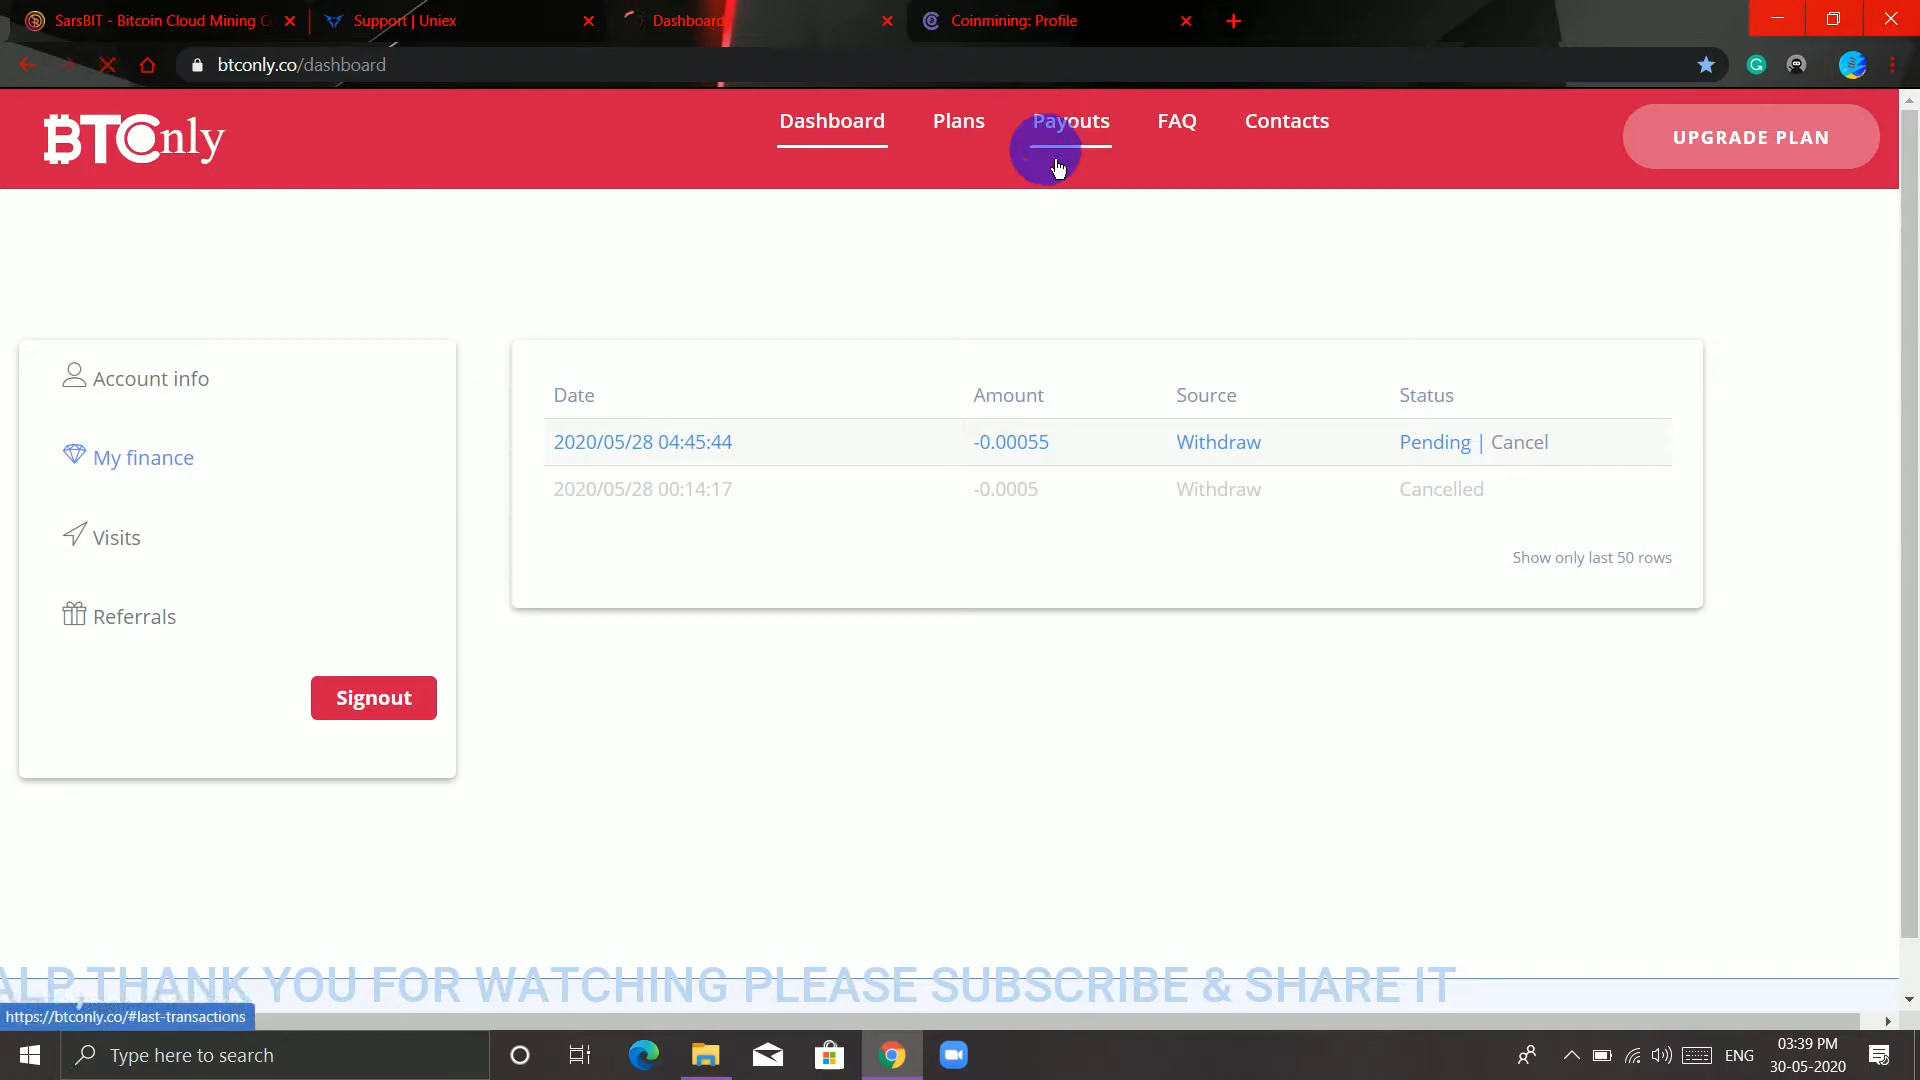 SarsBIT - Bitcoin Cloud Mining C
Support | Uniex
Dashboard
Coinmining: Profile
btconly.co/dashboard
BTCOnly
Dashboard
Plans
Payouts
FAQ
Contacts
UPGRADE PLAN
Account info
My finance
Visits
Referrals
Signout
Date Amount Source Status
2020/05/28 04:45:44 -0.00055 Withdraw Pending | Cancel
2020/05/28 00:14:17 -0.0005 Withdraw Cancelled
Show only last 50 rows
ALP THANK YOU FOR WATCHING PLEASE SUBSCRIBE & SHARE IT
https://btconly.co/#last-transactions
Type here to search
ENG
03:39 PM
30-05-2020